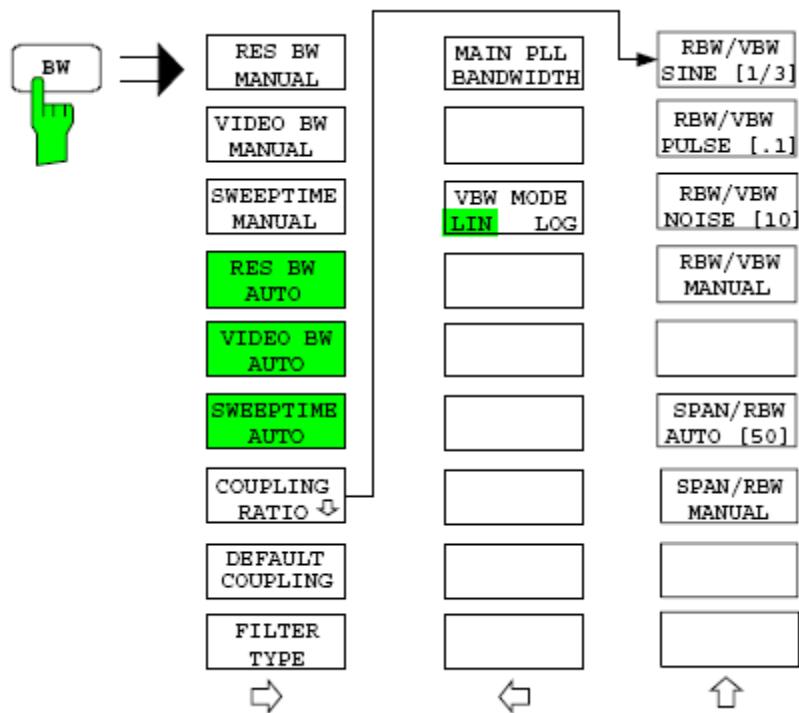 BW
RES BW
MANUAL
VIDEO BW
MANUAL
SWEEPTIME
MANUAL
RES BW
AUTO
VIDEO BW
AUTO
SWEEPTIME
AUTO
COUPLING
RATIO
DEFAULT
COUPLING
FILTER
TYPE
MAIN PLL
BANDWIDTH
VBW MODE
LIN LOG
RBW/VBW
SINE [1/3]
RBW/VBW
PULSE [.1]
RBW/VBW
NOISE [10]
RBW/VBW
MANUAL
SPAN/RBW
AUTO [50]
SPAN/RBW
MANUAL